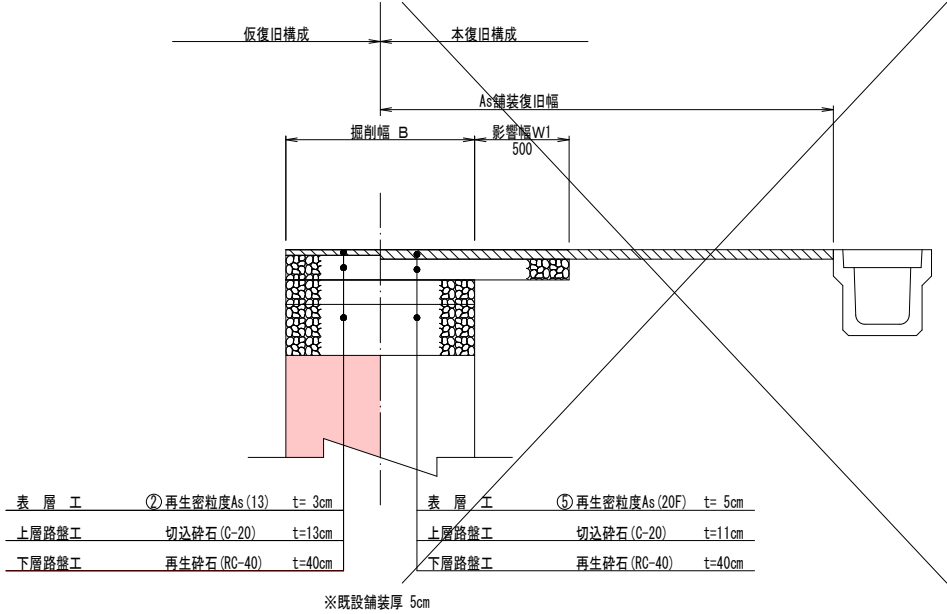 仮復旧構成 本復旧構成
As舗装復旧幅
掘削幅 B 影響幅W1
500
表 層 工 ②再生密粒度As(13) t= 3cm
上層路盤工 切込砕石(C-20) t=13cm
下層路盤工 再生砕石(RC-40) t=40cm
表 層 工 ⑤再生密粒度As(20F) t= 5cm
上層路盤工 切込砕石(C-20) t=11cm
下層路盤工 再生砕石(RC-40) t=40cm
※既設舗装厚 5cm